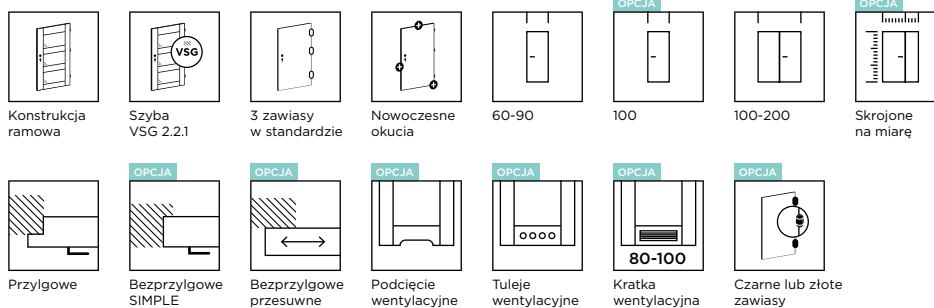 OPCJA
OPCJA
VSG
Konstrukcja
ramowa
Szyba
VSG 2.2.1
3 zawiasy
w standardzie
Nowoczesne
okucia
60-90
100
100-200
Skrojone
na miarę
OPCJA
OPCJA
OPCJA
OPCJA
OPCJA
OPCJA
80-100
Przylgowe
Bezprzylgowe
SIMPLE
Bezprzylgowe
przesuwne
Podcięcie
wentylacyjne
Tuleje
wentylacyjne
Kratka
wentylacyjna
Czarne lub złote
zawiasy